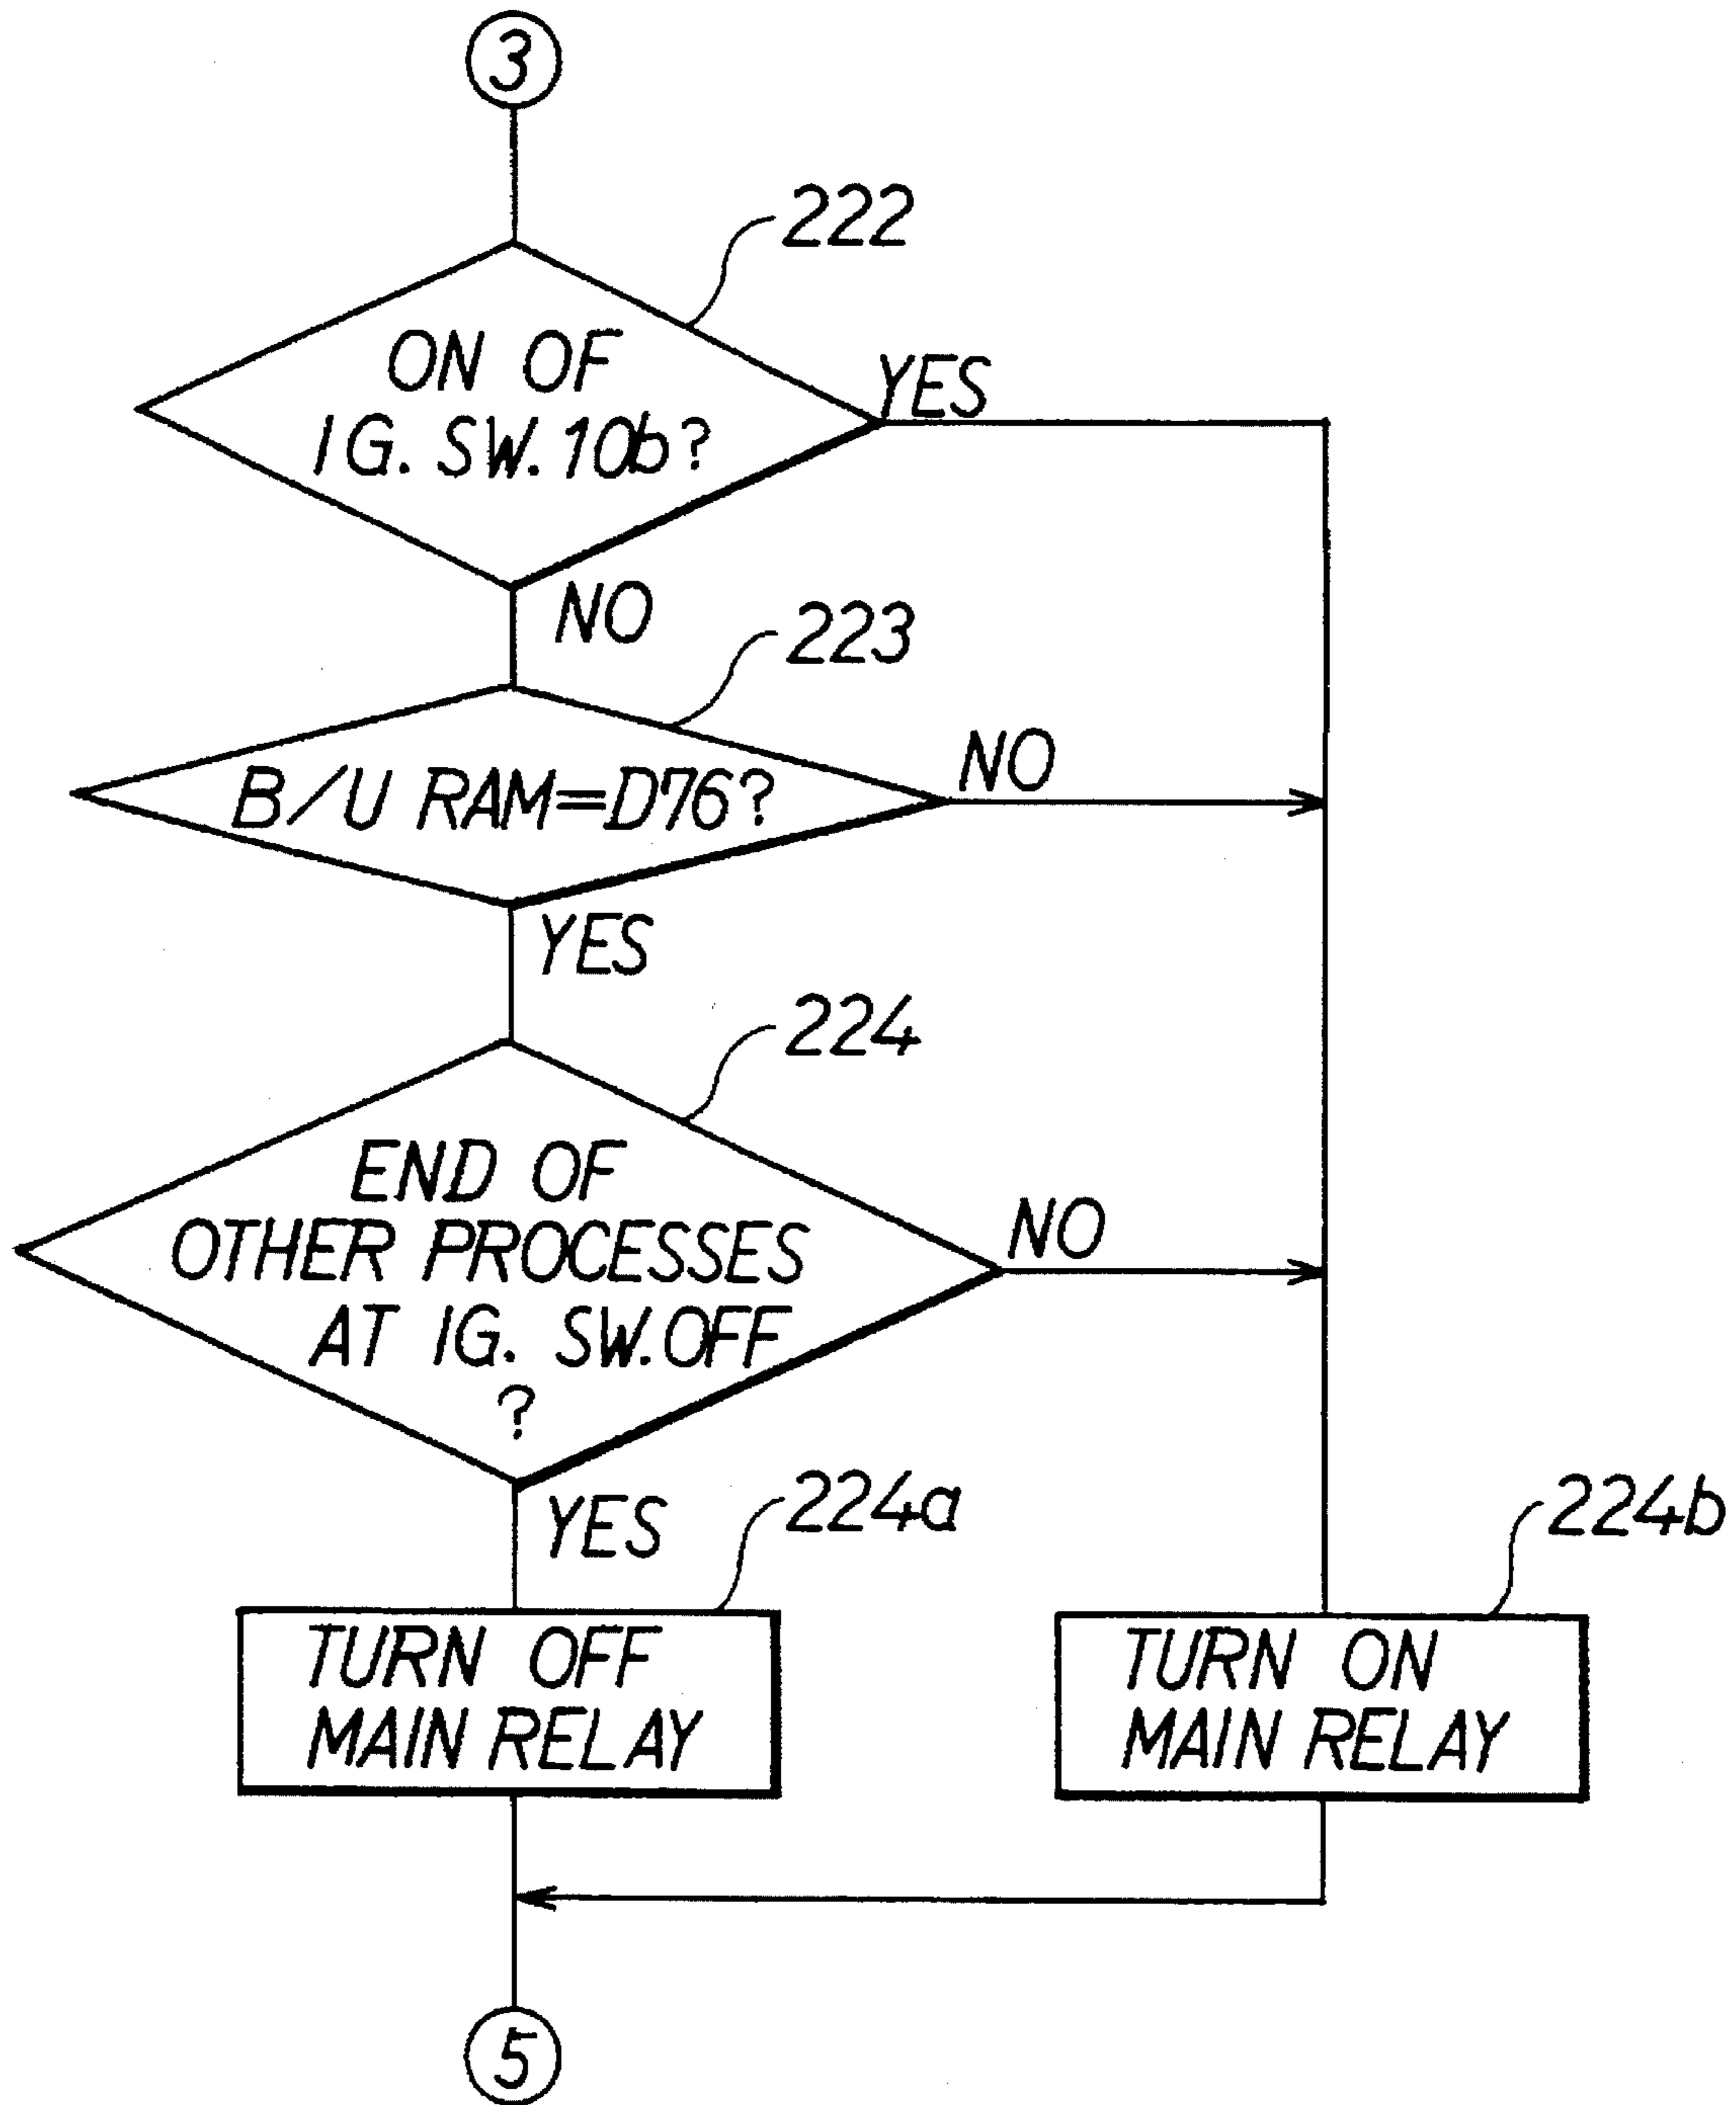 3
222
ON OF
IG. SW. 10b?
YES
NO
223
B/U RAM=D76?
NO
YES
224
END OF
OTHER PROCESSES
AT IG. SW. OFF
?
NO
YES
224a
TURN OFF
MAIN RELAY
224b
TURN ON
MAIN RELAY
5